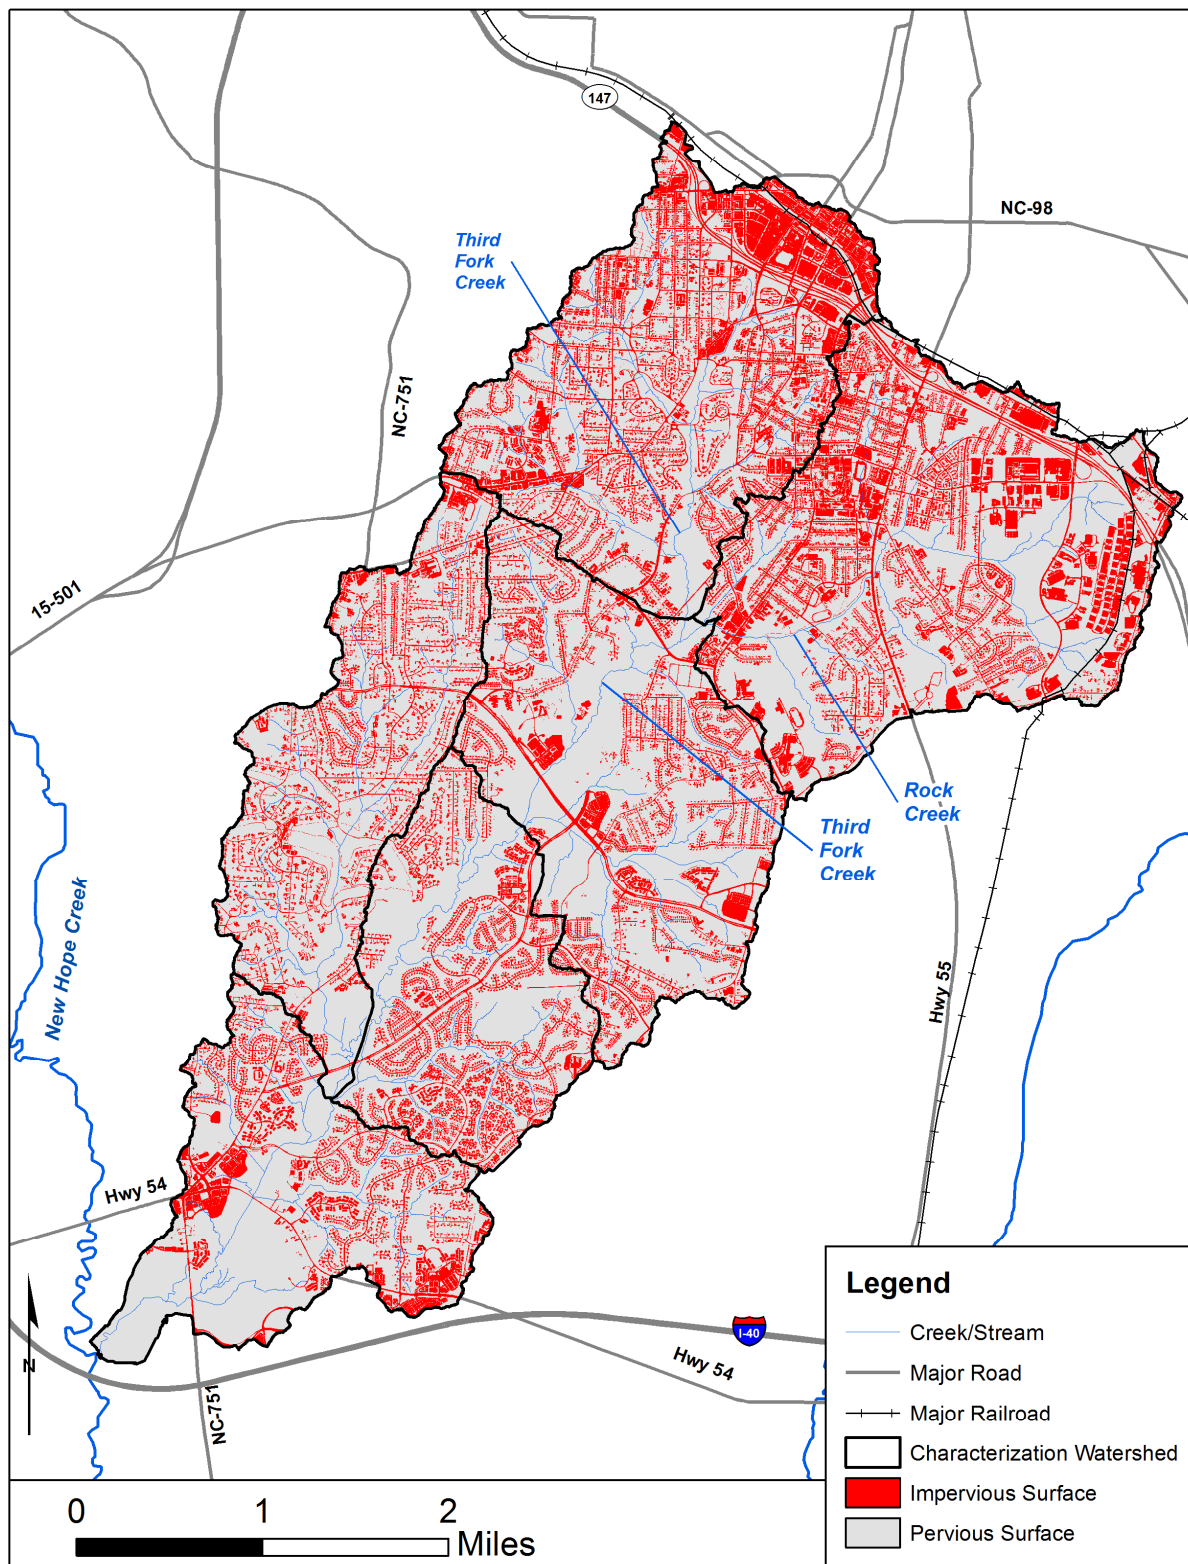 147
NC-98
Third
Fork
Creek
NC-751
15-501
Rock
Creek
Third
Fork
Creek
New Hope Creek
Hwy 55
Hwy 54
I-40
Hwy 54
N
NC-751
Legend
Creek/Stream
Major Road
Major Railroad
Characterization Watershed
Impervious Surface
Pervious Surface
0 1 2
Miles